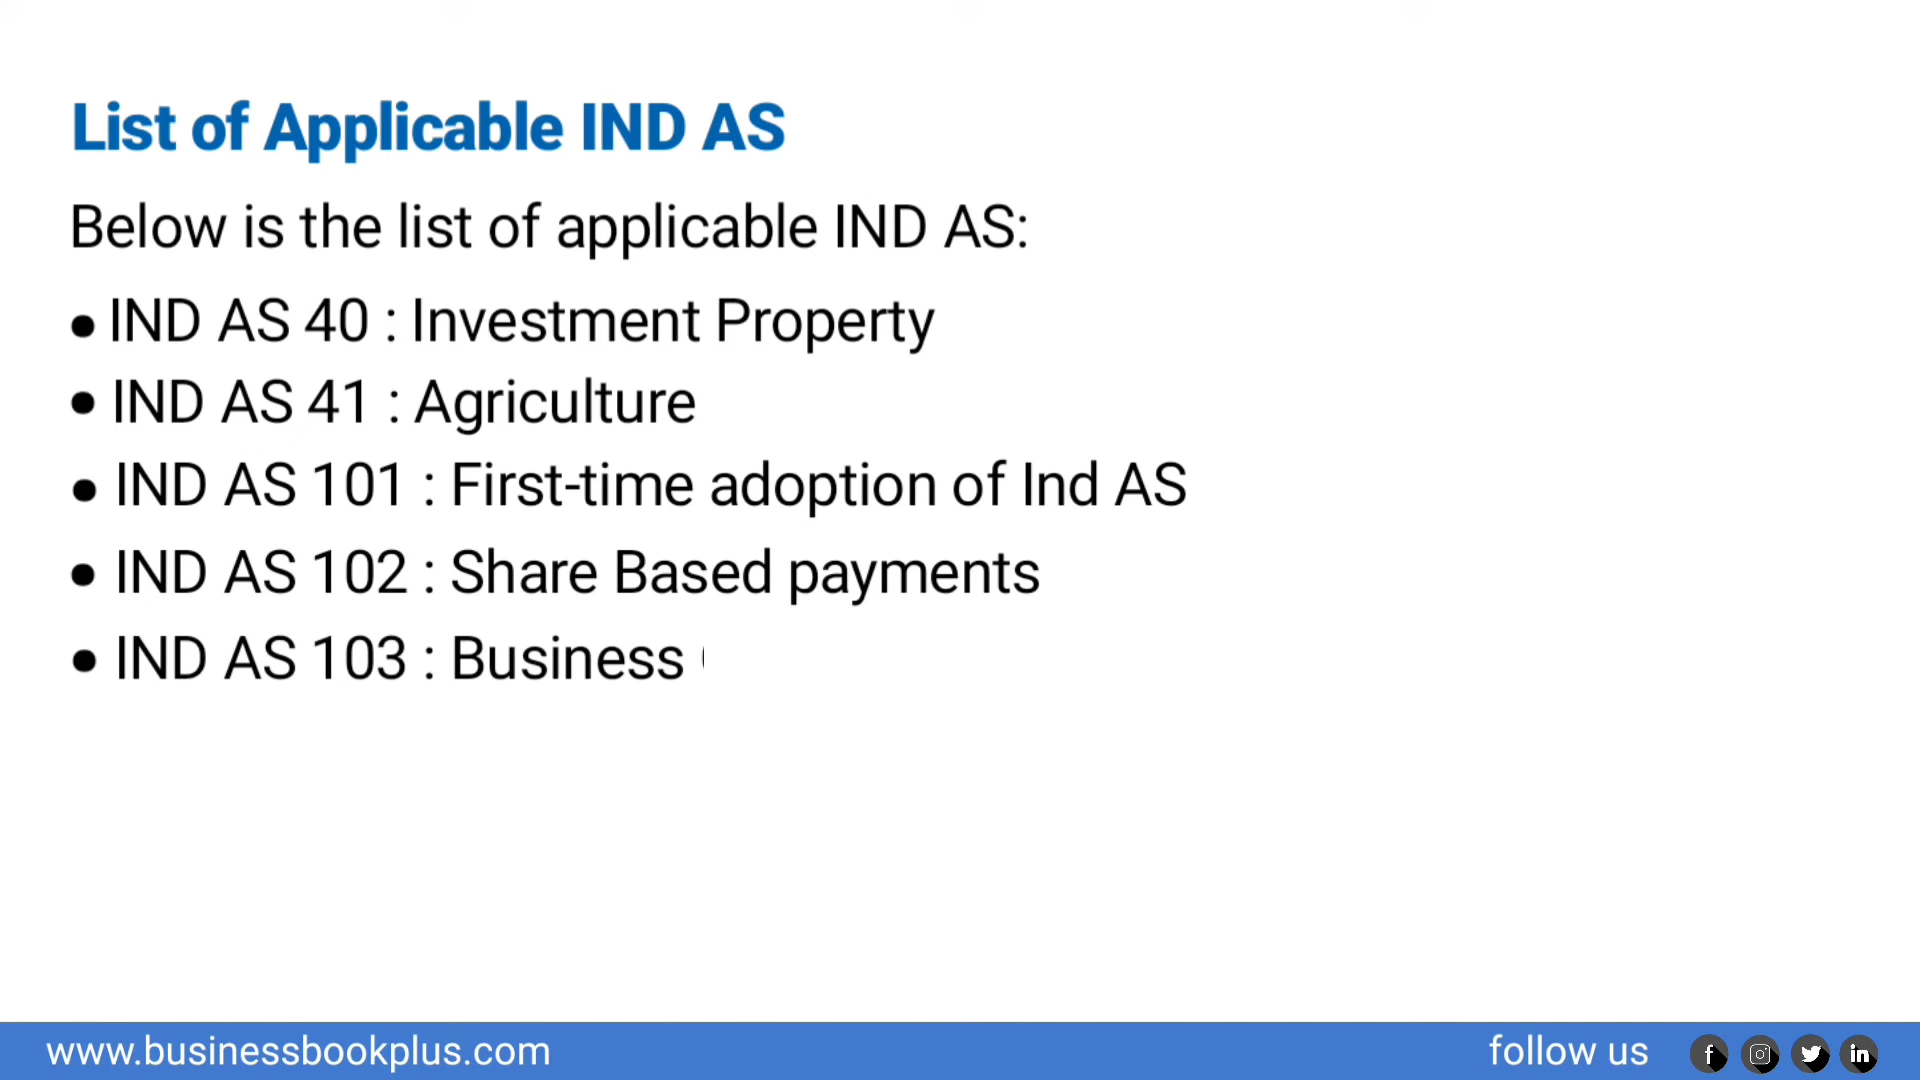 List of Applicable IND AS
Below is the list of applicable IND AS:
• IND AS 40 : Investment Property
• IND AS 41 : Agriculture
• IND AS 101 : First-time adoption of Ind AS
• IND AS 102 : Share Based payments
• IND AS 103 : Business
www.businessbookplus.com
follow us